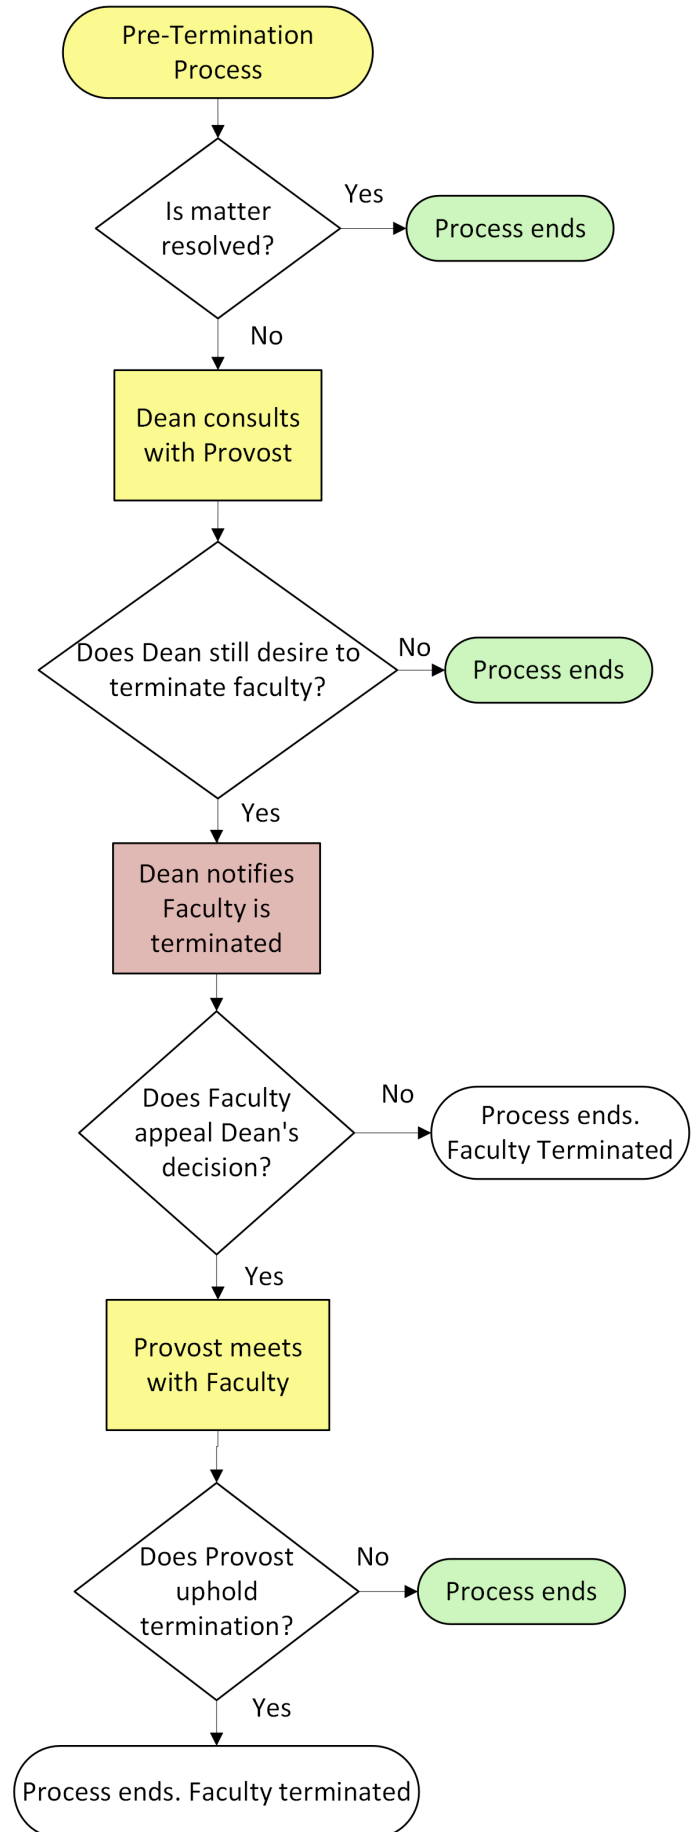 Pre-Termination
Process
Is matter
resolved?
Yes
Process ends
No
Dean consults
with Provost
Does Dean still desire to
terminate faculty?
No
Process ends
Yes
Dean notifies
Faculty is
terminated
Does Faculty
appeal Dean's
decision?
No
Process ends.
Faculty Terminated
Yes
Provost meets
with Faculty
Does Provost
uphold
termination?
No
Process ends
Yes
Process ends. Faculty terminated